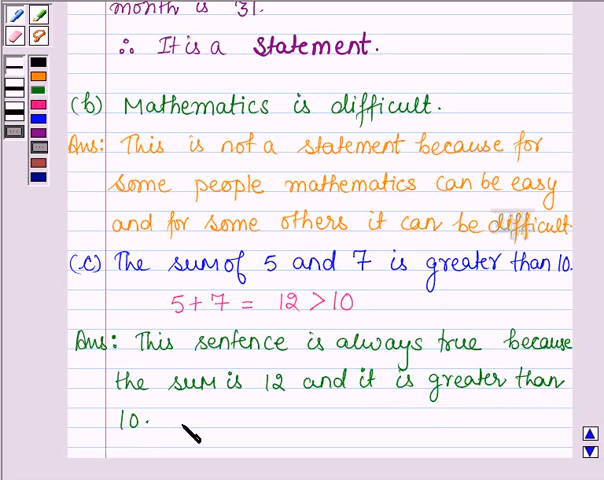 month is 31.
∴ It is a Statement.
(b) Mathematics is difficult.
Ans: This is not a statement because for
some people mathematics can be easy
and for some others it can be difficult.
(c) The sum of 5 and 7 is greater than 10.
5+7 = 12 > 10
Ans: This sentence is always true because
the sum is 12 and it is greater than
10.